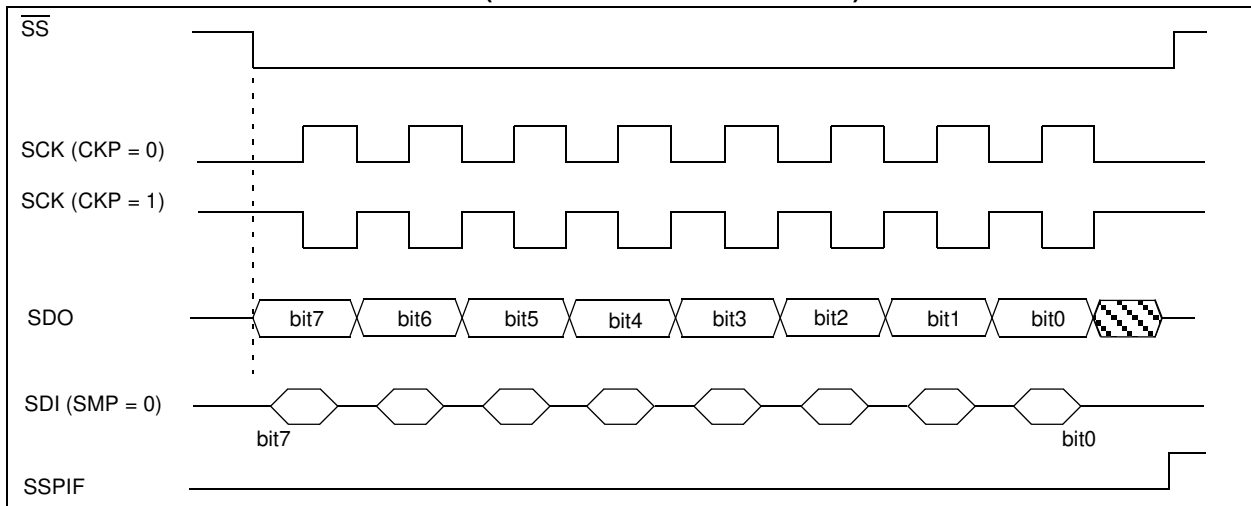 SS
SCK (CKP = 0)
SCK (CKP = 1)
SDO
bit7 bit6 bit5 bit4 bit3 bit2 bit1 bit0
SDI (SMP = 0)
bit7 bit0
SSPIF